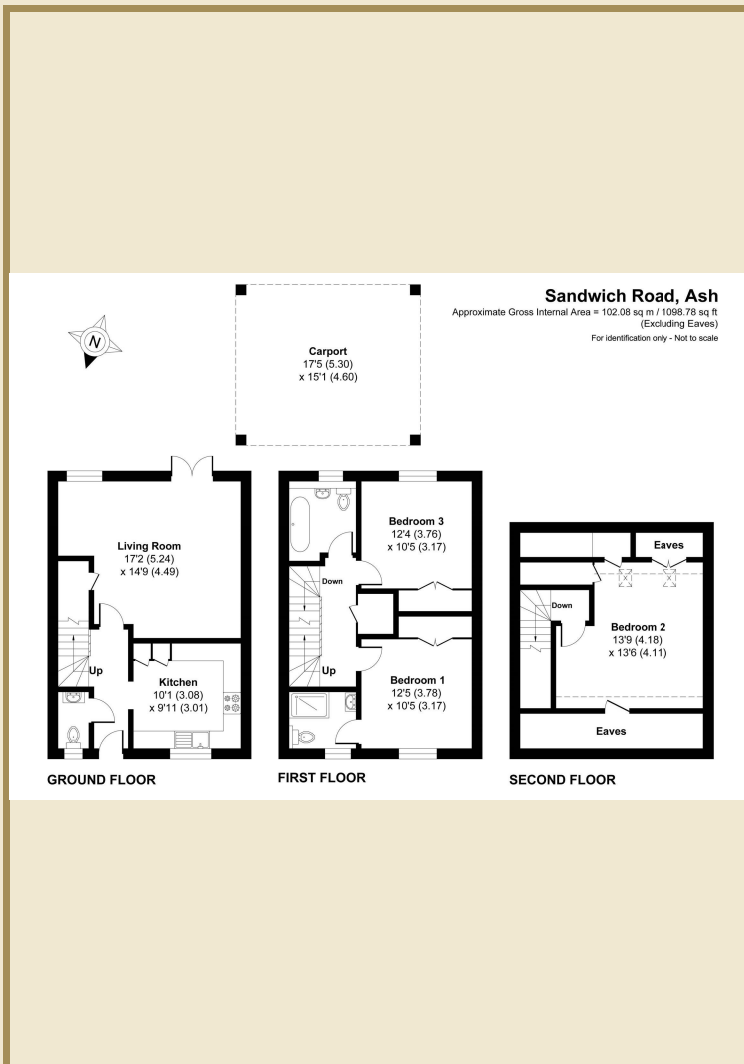 Sandwich Road, Ash
Approximate Gross Internal Area = 102.08 sq m / 1098.78 sq ft
(Excluding Eaves)
For identification only - Not to scale
N
Carport
17'5 (5.30)
x 15'1 (4.60)
Living Room
17'2 (5.24)
x 14'9 (4.49)
Up
Kitchen
10'1 (3.08)
x 9'11 (3.01)
GROUND FLOOR
Bedroom 3
12'4 (3.76)
x 10'5 (3.17)
Down
Up
Bedroom 1
12'5 (3.78)
x 10'5 (3.17)
FIRST FLOOR
Eaves
Down
Bedroom 2
13'9 (4.18)
x 13'6 (4.11)
Eaves
SECOND FLOOR